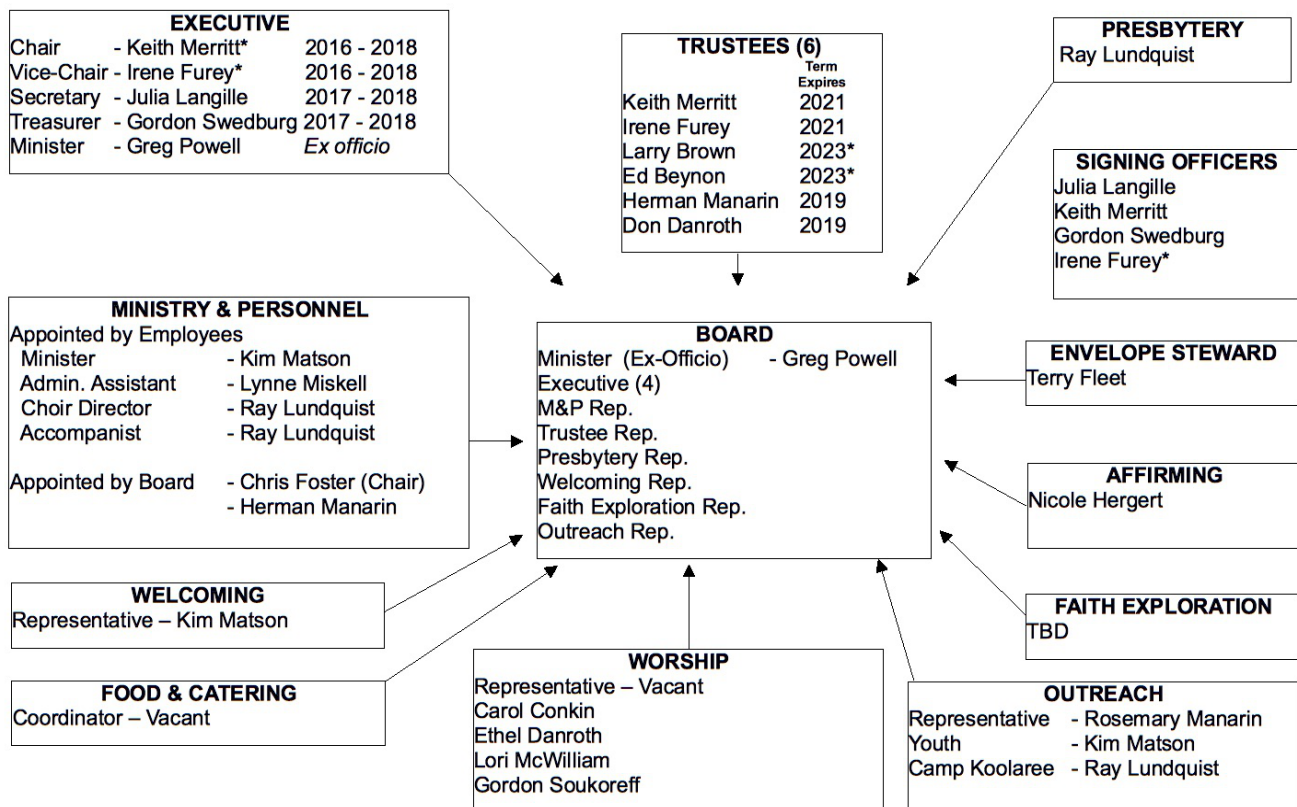 EXECUTIVE
Chair - Keith Merritt* 2016 - 2018
Vice-Chair - Irene Furey* 2016 - 2018
Secretary - Julia Langille 2017 - 2018
Treasurer - Gordon Swedburg 2017 - 2018
Minister - Greg Powell Ex officio
TRUSTEES (6)
Term
Expires
Keith Merritt 2021
Irene Furey 2021
Larry Brown 2023*
Ed Beynon 2023*
Herman Manarin 2019
Don Danroth 2019
PRESBYTERY
Ray Lundquist
SIGNING OFFICERS
Julia Langille
Keith Merritt
Gordon Swedburg
Irene Furey*
MINISTRY & PERSONNEL
Appointed by Employees
Minister - Kim Matson
Admin. Assistant - Lynne Miskell
Choir Director - Ray Lundquist
Accompanist - Ray Lundquist
Appointed by Board - Chris Foster (Chair)
- Herman Manarin
BOARD
Minister (Ex-Officio) - Greg Powell
Executive (4)
M&P Rep.
Trustee Rep.
Presbytery Rep.
Welcoming Rep.
Faith Exploration Rep.
Outreach Rep.
ENVELOPE STEWARD
Terry Fleet
AFFIRMING
Nicole Hergert
WELCOMING
Representative – Kim Matson
FAITH EXPLORATION
TBD
FOOD & CATERING
Coordinator – Vacant
WORSHIP
Representative – Vacant
Carol Conkin
Ethel Danroth
Lori McWilliam
Gordon Soukoreff
OUTREACH
Representative - Rosemary Manarin
Youth - Kim Matson
Camp Koolaree - Ray Lundquist